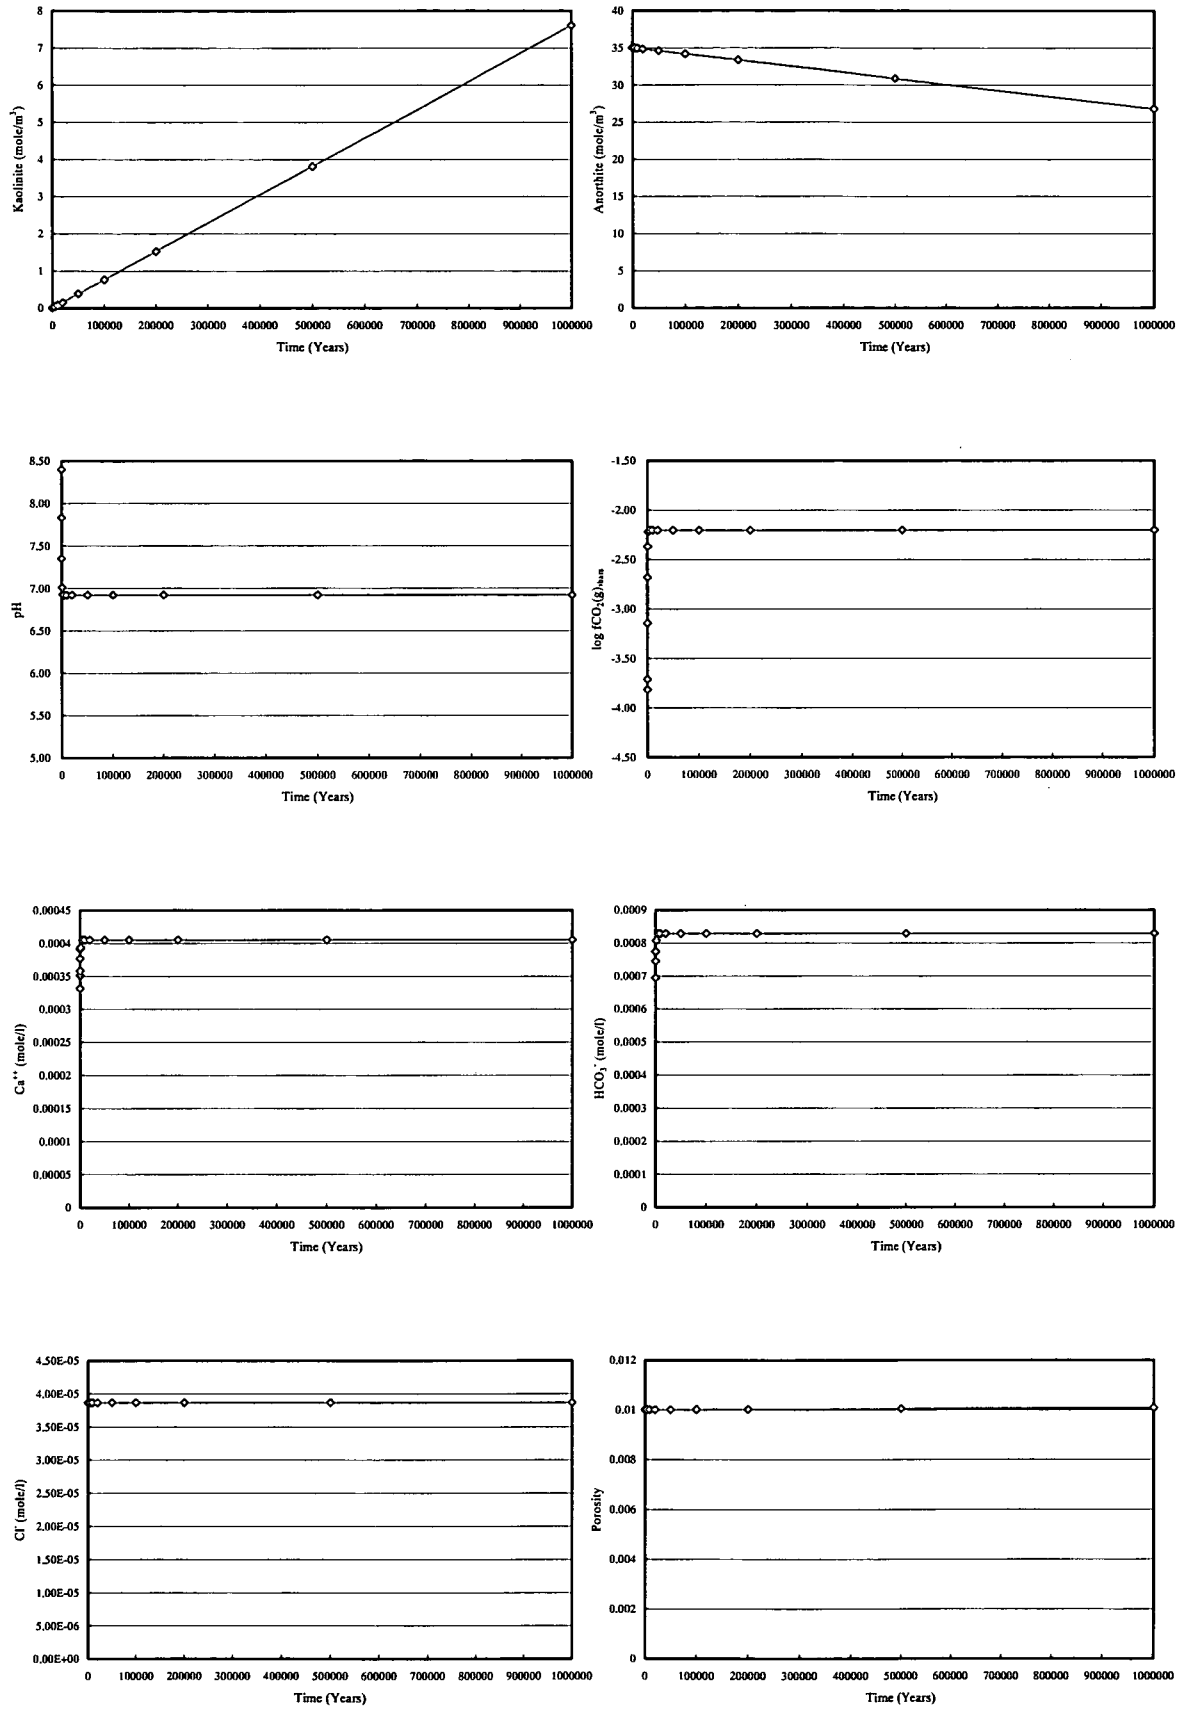 Kaolinite (mole/m³)
8
7
6
5
4
3
2
1
0
0 100000 200000 300000 400000 500000 600000 700000 800000 900000 1000000
Time (Years)
Anorthite (mole/m³)
40
35
30
25
20
15
10
5
0
0 100000 200000 300000 400000 500000 600000 700000 800000 900000 1000000
Time (Years)
pH
8.50
8.00
7.50
7.00
6.50
6.00
5.50
5.00
0 100000 200000 300000 400000 500000 600000 700000 800000 900000 1000000
Time (Years)
log fCO₂(g),bars
-1.50
-2.00
-2.50
-3.00
-3.50
-4.00
-4.50
0 100000 200000 300000 400000 500000 600000 700000 800000 900000 1000000
Time (Years)
Ca⁺⁺ (mole/l)
0.00045
0.0004
0.00035
0.0003
0.00025
0.0002
0.00015
0.0001
0.00005
0
0 100000 200000 300000 400000 500000 600000 700000 800000 900000 1000000
Time (Years)
HCO₃⁻ (mole/l)
0.0009
0.0008
0.0007
0.0006
0.0005
0.0004
0.0003
0.0002
0.0001
0
0 100000 200000 300000 400000 500000 600000 700000 800000 900000 1000000
Time (Years)
Cl⁻ (mole/l)
4.50E-05
4.00E-05
3.50E-05
3.00E-05
2.50E-05
2.00E-05
1.50E-05
1.00E-05
5.00E-06
0.00E+00
0 100000 200000 300000 400000 500000 600000 700000 800000 900000 1000000
Time (Years)
Porosity
0.012
0.01
0.008
0.006
0.004
0.002
0
0 100000 200000 300000 400000 500000 600000 700000 800000 900000 1000000
Time (Years)